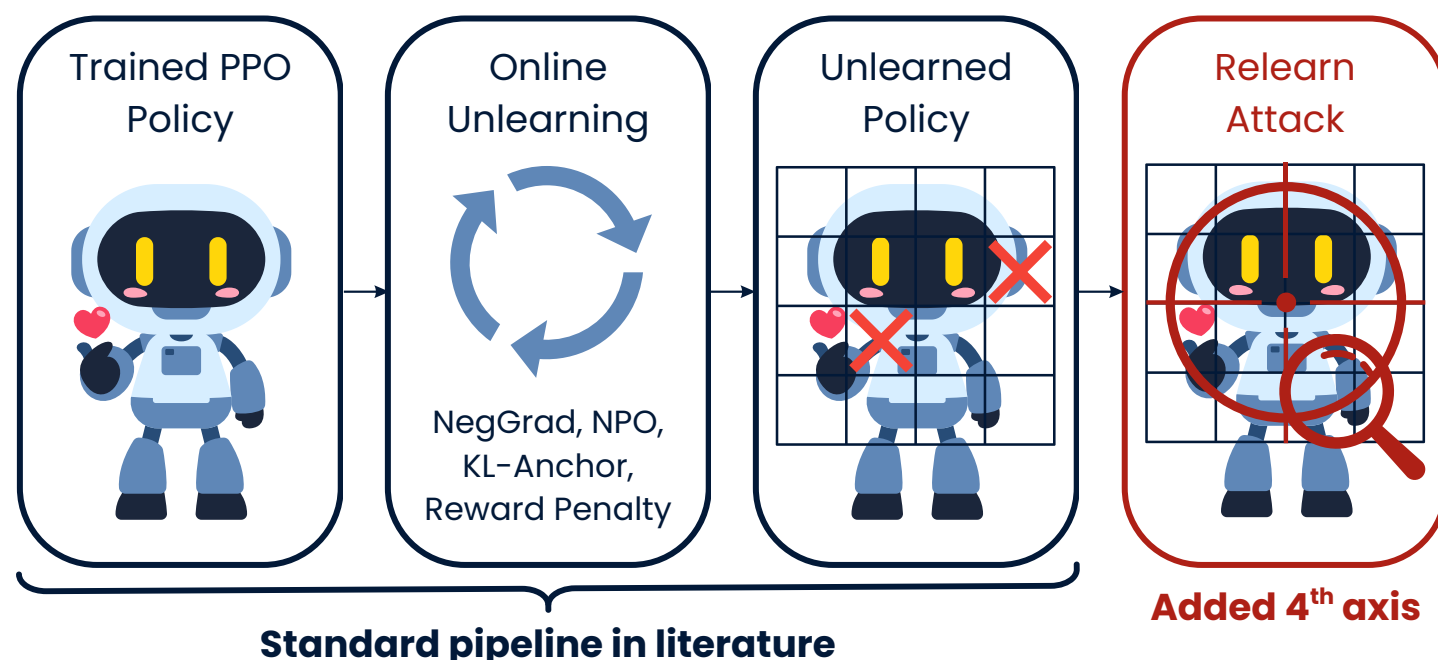 Trained PPO
Policy
Online
Unlearning
NegGrad, NPO,
KL-Anchor,
Reward Penalty
Unlearned
Policy
Relearn
Attack
Standard pipeline in literature
Added 4th axis